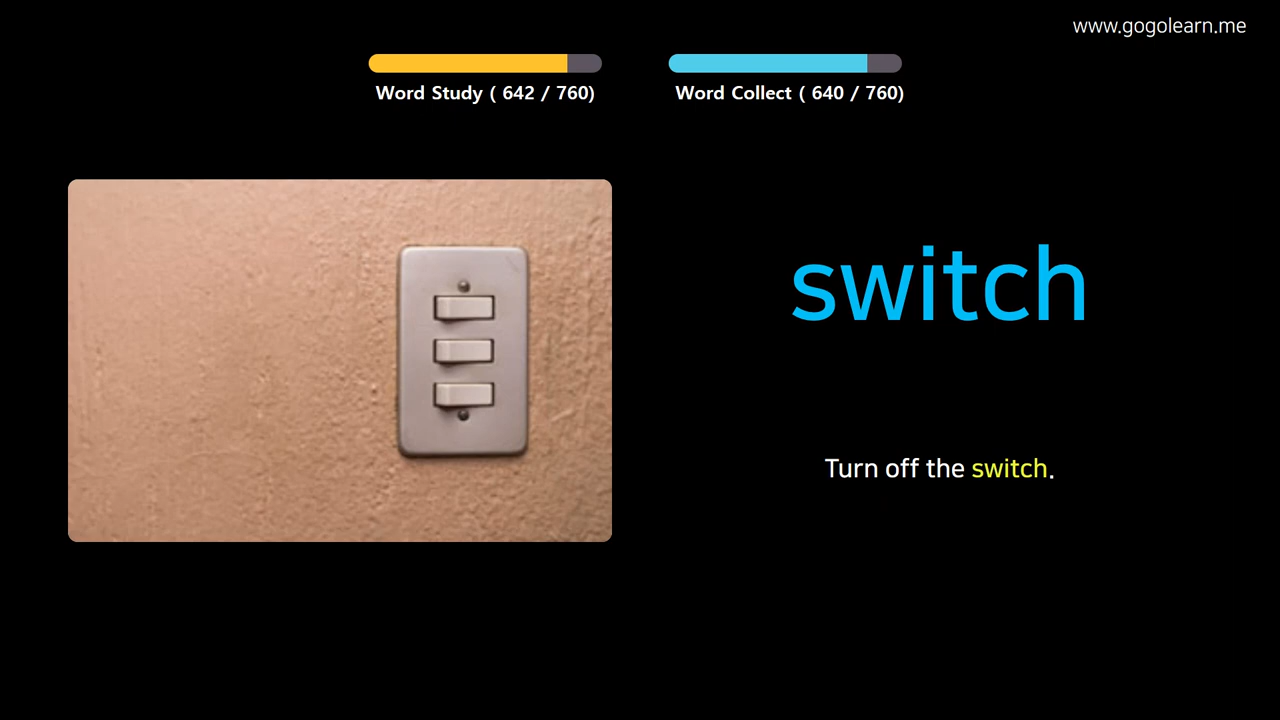 www.gogolearn.me
Word Study ( 642 / 760)
Word Collect ( 640 / 760)
switch
Turn off the switch.